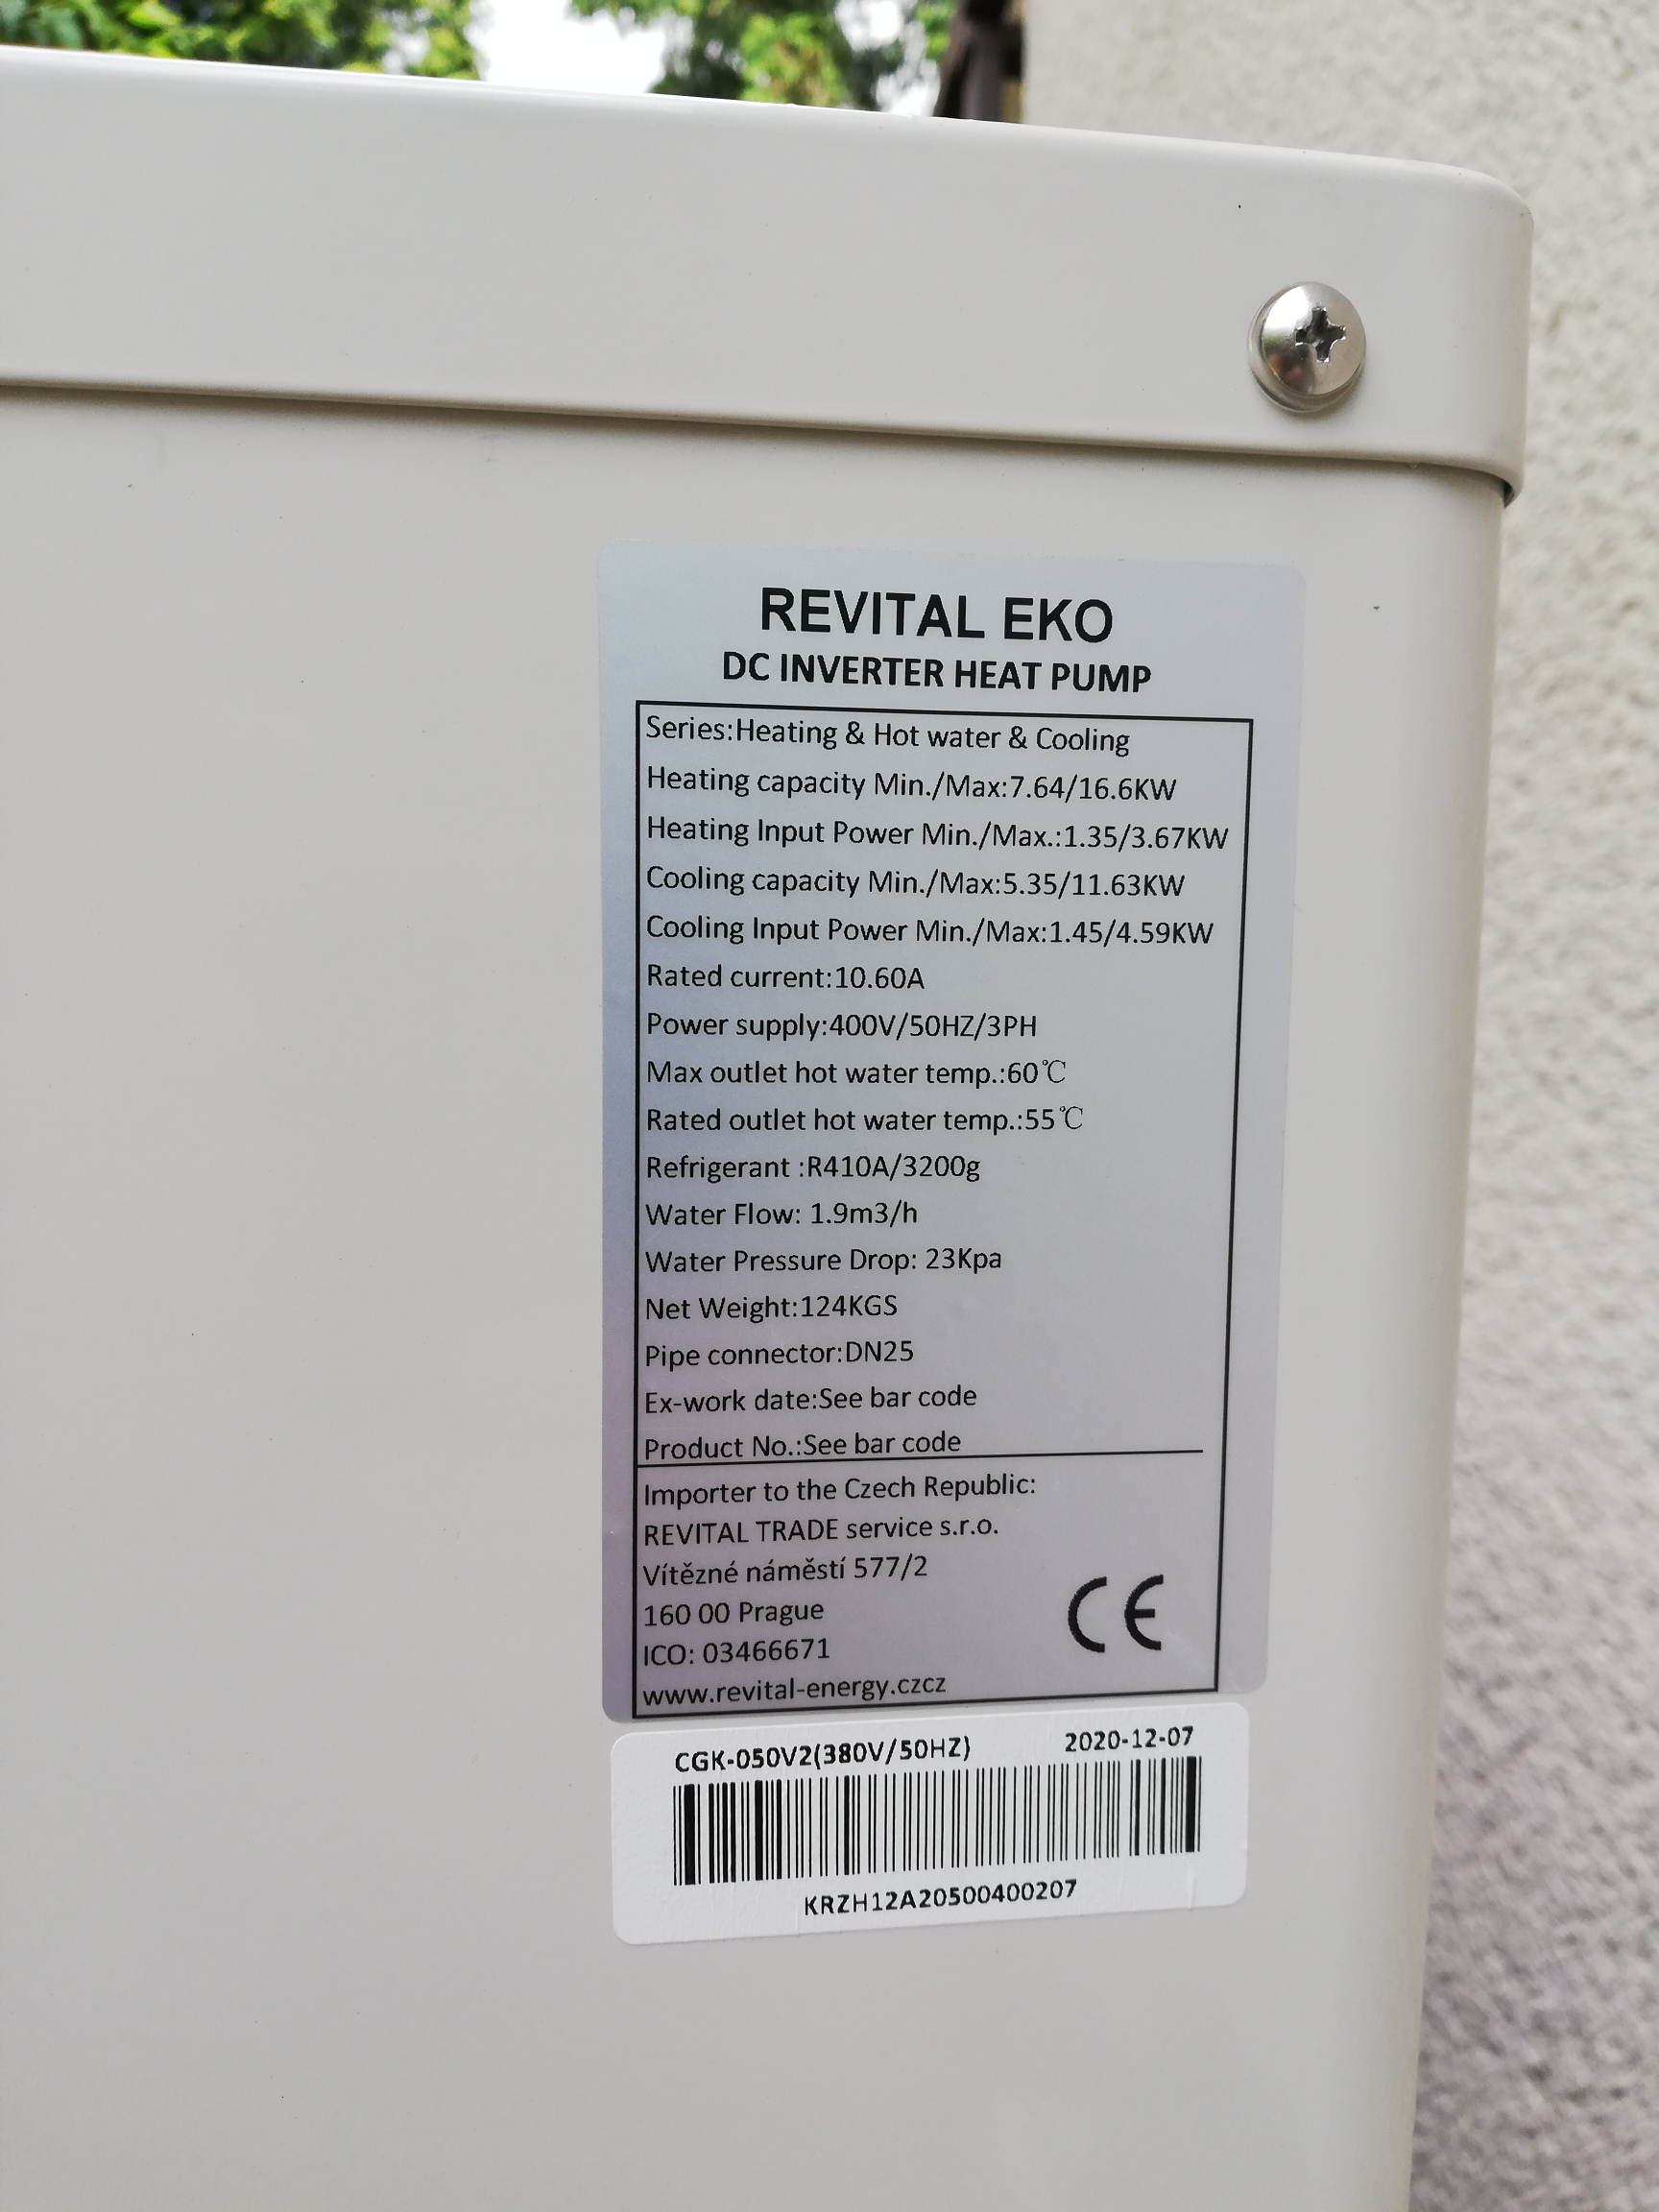 REVITAL EKO
DC INVERTER HEAT PUMP
Series:Heating & Hot water & Cooling
Heating capacity Min./Max:7.64/16.6KW
Heating Input Power Min./Max.:1.35/3.67KW
Cooling capacity Min./Max:5.35/11.63KW
Cooling Input Power Min./Max:1.45/4.59KW
Rated current:10.60A
Power supply:400V/50HZ/3PH
Max outlet hot water temp.:60℃
Rated outlet hot water temp.:55℃
Refrigerant :R410A/3200g
Water Flow: 1.9m3/h
Water Pressure Drop: 23Kpa
Net Weight:124KGS
Pipe connector:DN25
Ex-work date:See bar code
Product No.:See bar code
Importer to the Czech Republic:
REVITAL TRADE service s.r.o.
Vítězné náměstí 577/2
160 00 Prague
ICO: 03466671
www.revital-energy.czcz
CE
CGK-050V2(380V/50HZ) 2020-12-07
KRZH12A20500400207